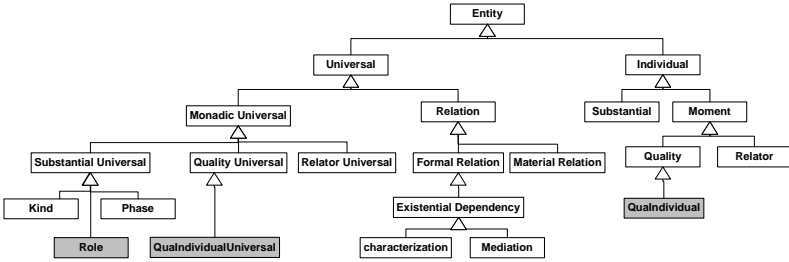 Entity
Universal
Individual
Monadic Universal
Relation
Substantial
Moment
Substantial Universal
Quality Universal
Relator Universal
Formal Relation
Material Relation
Quality
Relator
Kind
Phase
Existential Dependency
QuaIndividual
Role
QuaIndividualUniversal
characterization
Mediation